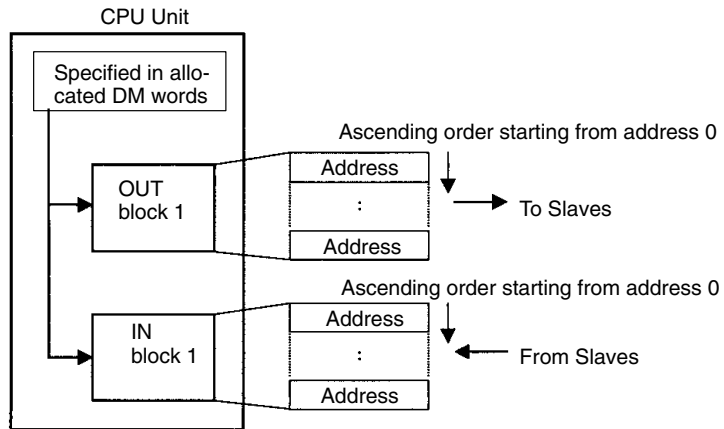 CPU Unit
Specified in allo-
cated DM words
Ascending order starting from address 0
Address
OUT
block 1
:
To Slaves
Address
Ascending order starting from address 0
Address
IN
block 1
:
From Slaves
Address